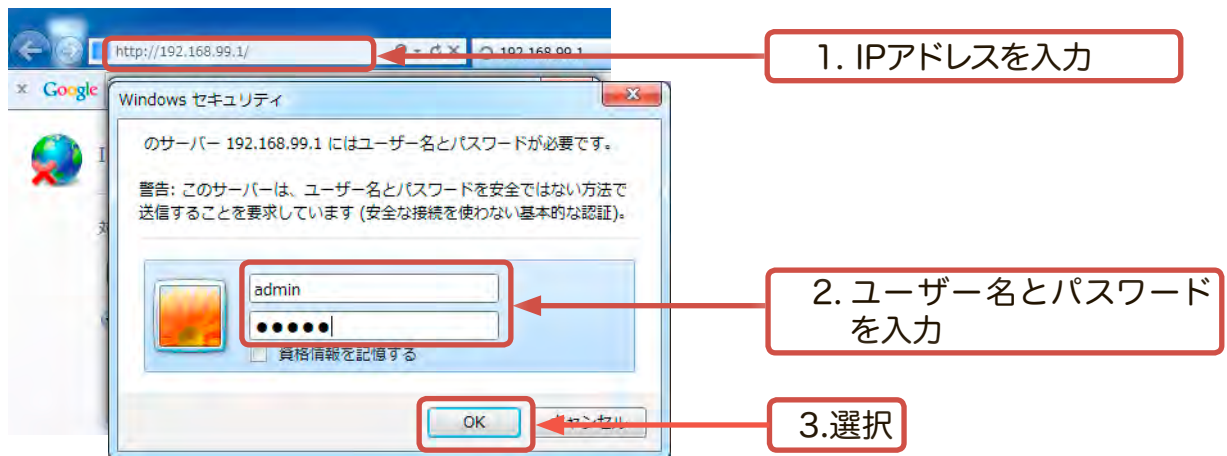 http://192.168.99.1/
192.168.99.1
1. IPアドレスを入力
× Google
Windows セキュリティ
のサーバー 192.168.99.1 にはユーザー名とパスワードが必要です。
警告: このサーバーは、ユーザー名とパスワードを安全ではない方法で
送信することを要求しています (安全な接続を使わない基本的な認証)。
admin
●●●●●
資格情報を記憶する
2. ユーザー名とパスワード
を入力
OK
キャンセル
3.選択